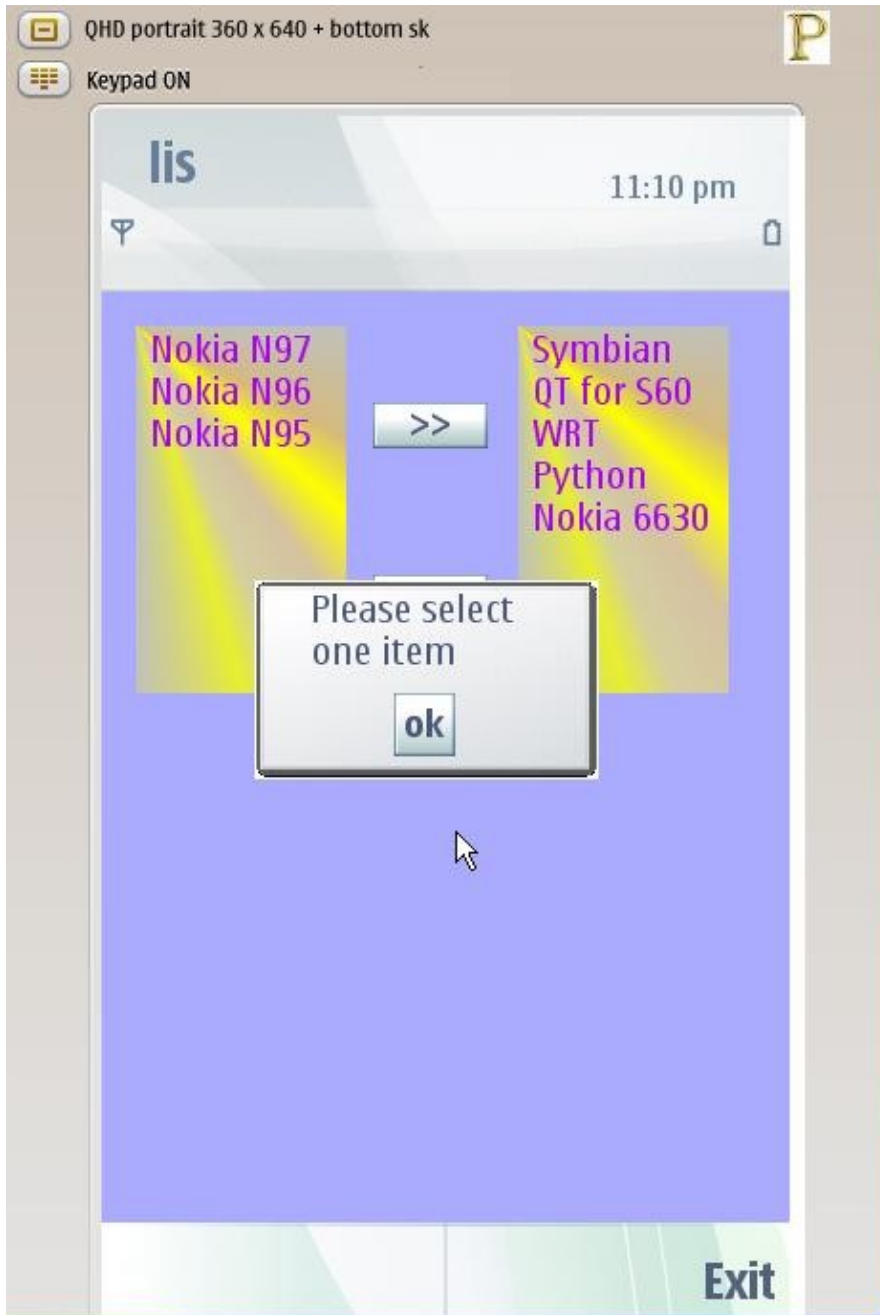 QHD portrait 360 x 640 + bottom sk
P
Keypad ON
lis
11:10 pm
Nokia N97
Nokia N96
Nokia N95
>>
Symbian
QT for S60
WRT
Python
Nokia 6630
Please select
one item
ok
Exit